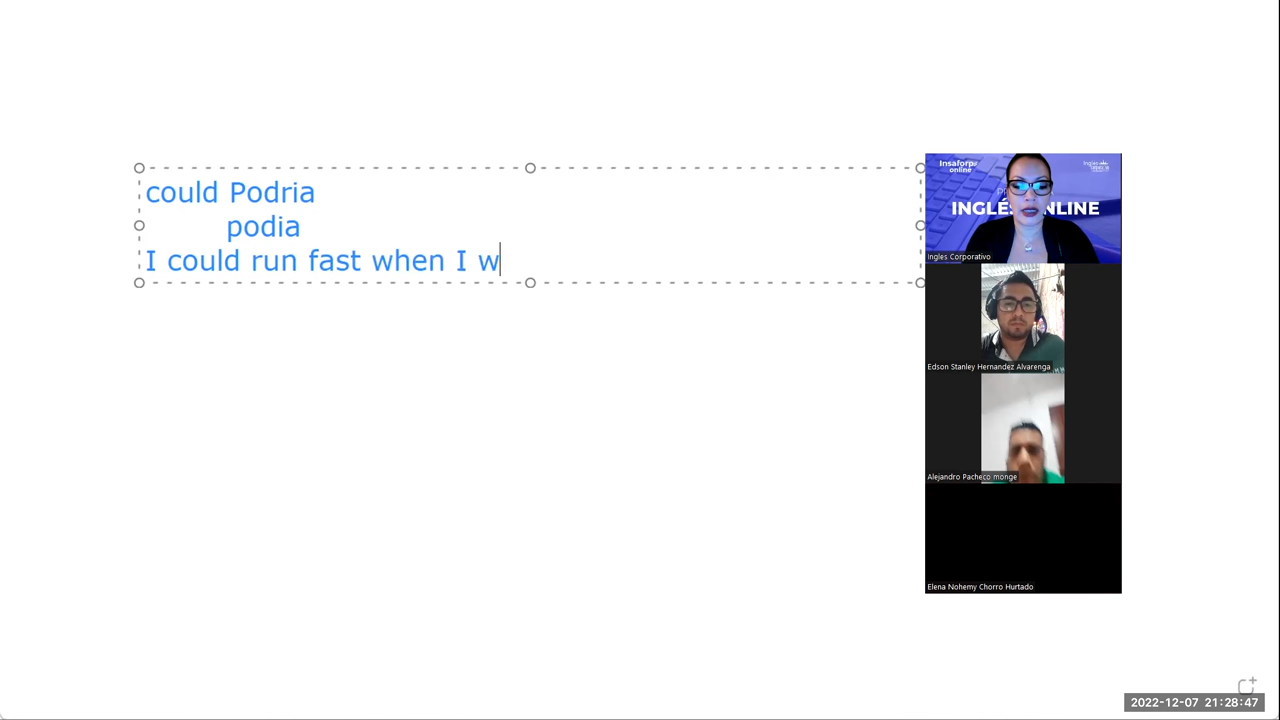 could Podria
podia
I could run fast when I w
Insaforp
online
INGLÉS ONLINE
Ingles Corporativo
Edson Stanley Hernandez Alvarenga
Alejandro Pacheco monge
Elena Nohemy Chorro Hurtado
2022-12-07 21:28:47